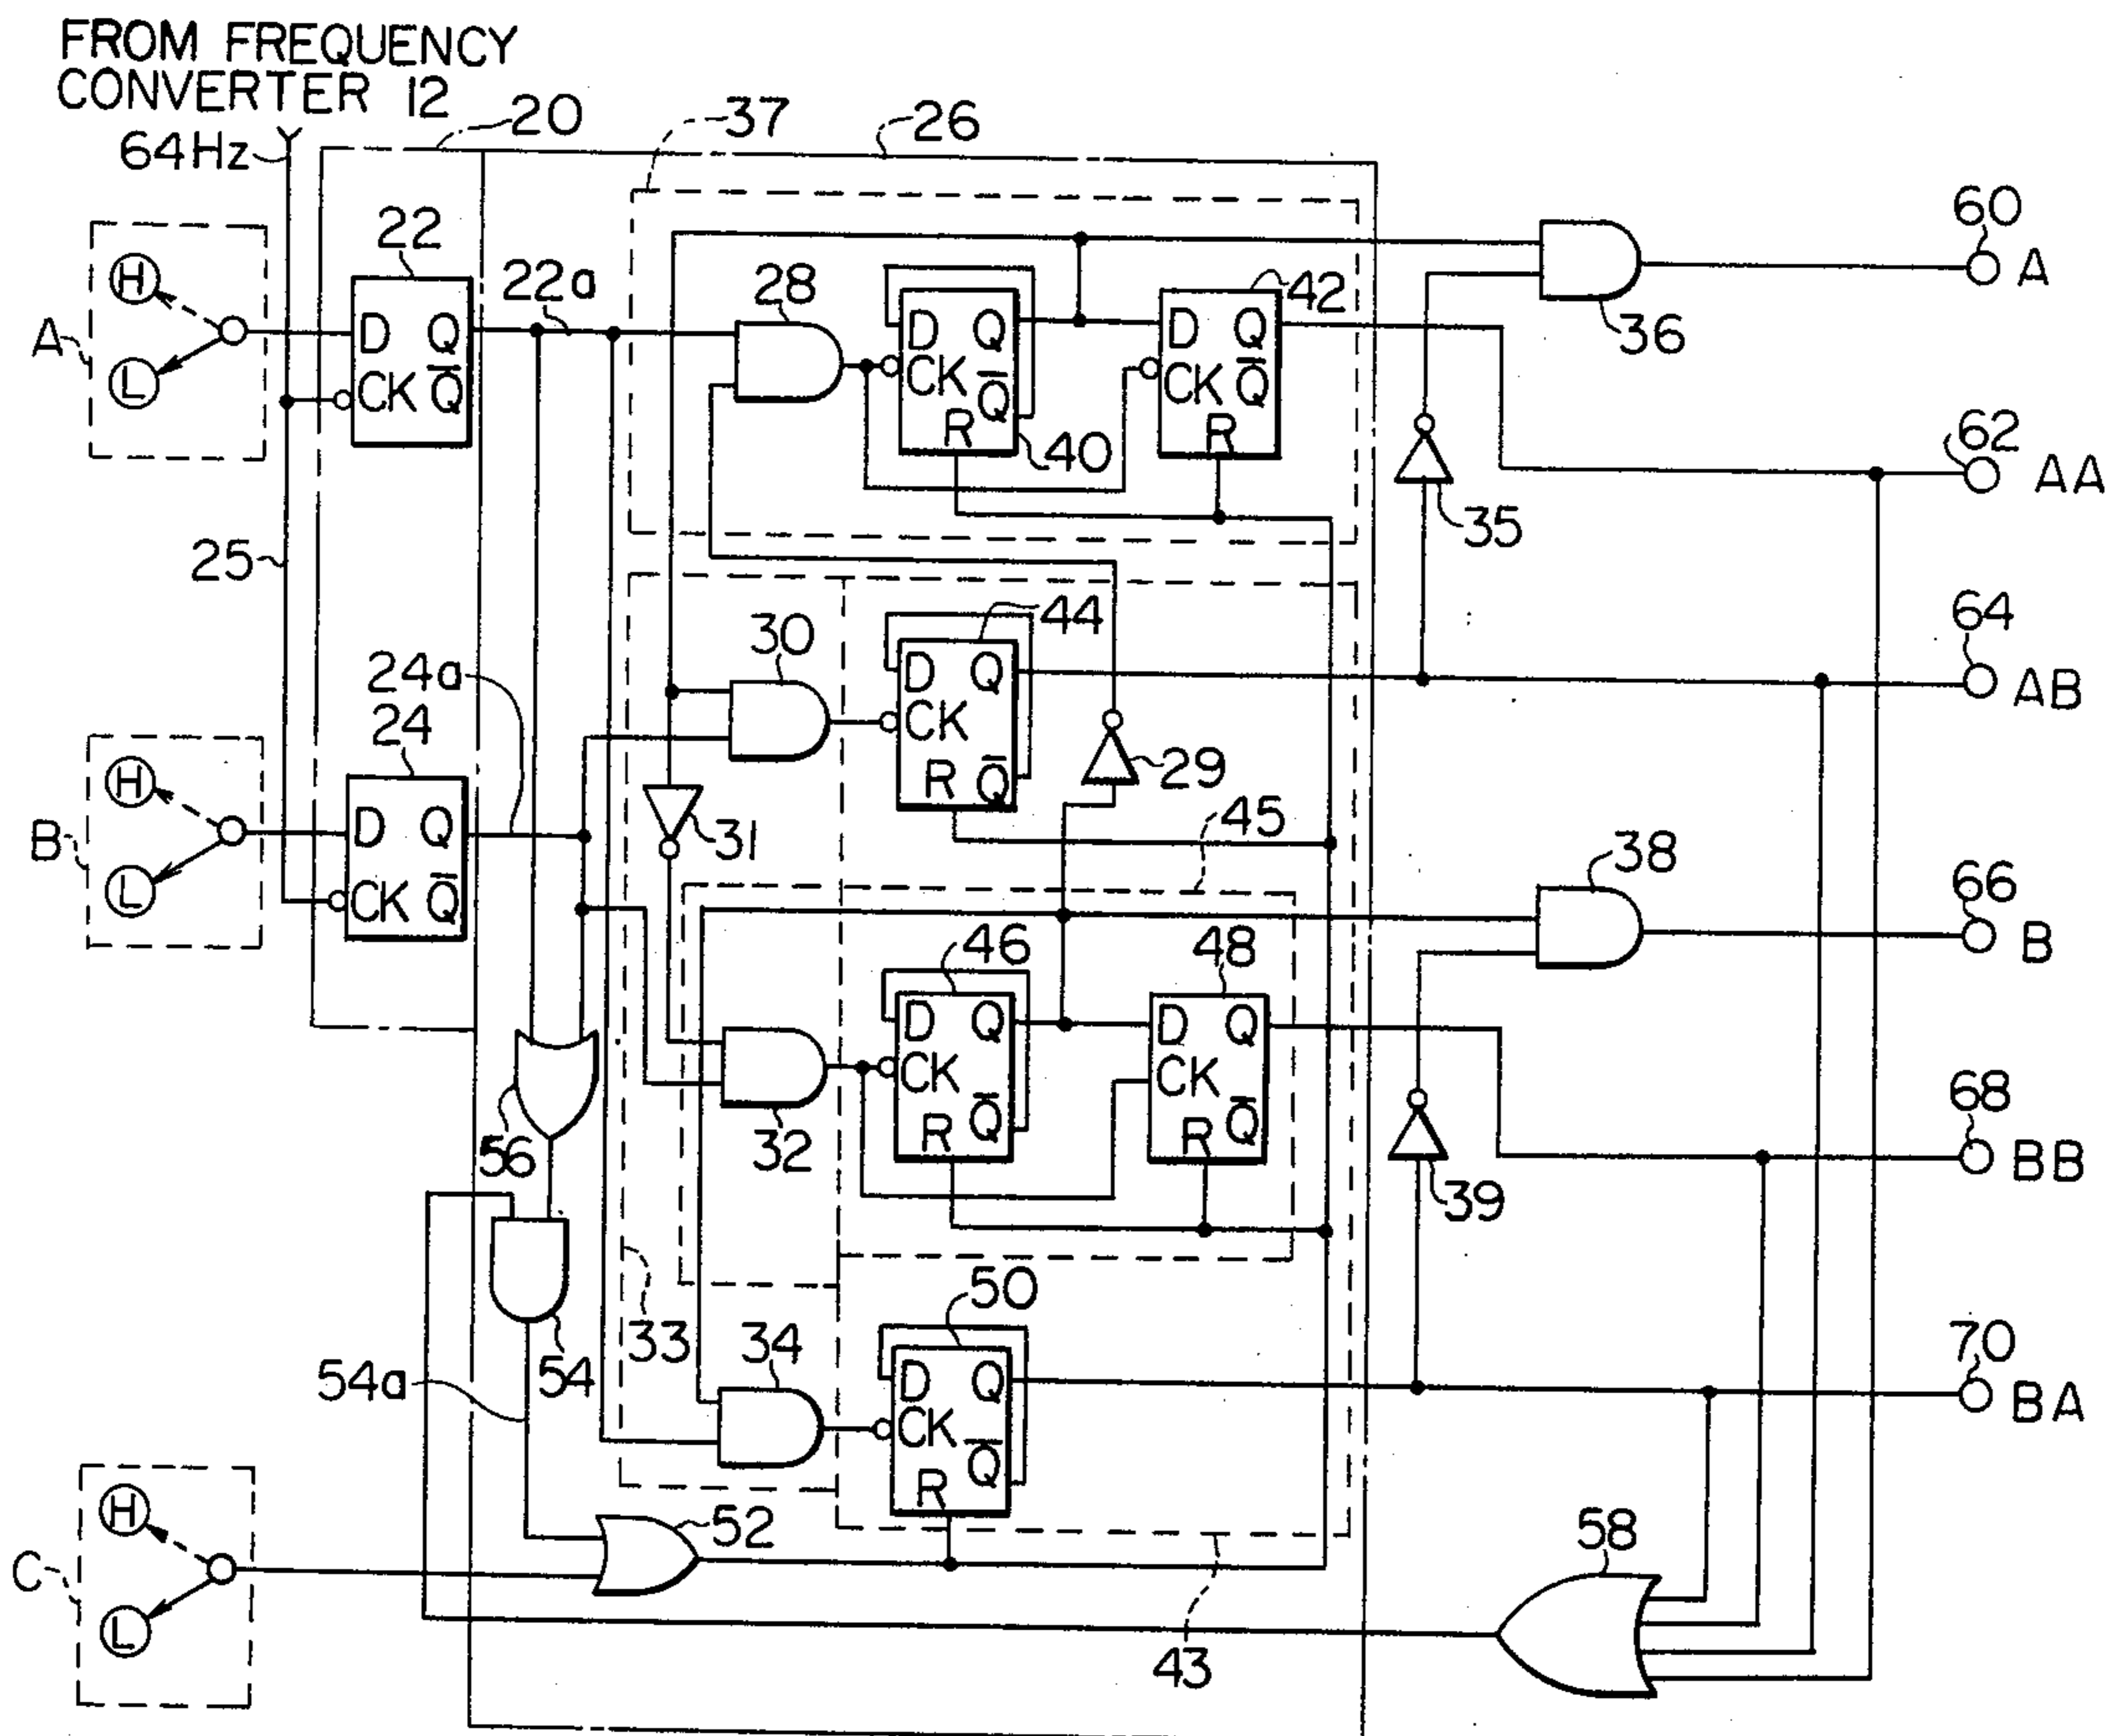 FROM FREQUENCY
CONVERTER 12
64Hz
20
37
26
A
H
L
22
D Q
CK Q̅
22a
28
D Q
CK Q̅
R
40
42
D Q
CK Q̅
R
36
60
A
62
AA
35
25
24a
24
B
H
L
D Q
CK Q̅
30
31
44
D Q
CK
R Q̅
29
45
64
AB
38
66
B
56
32
46
D Q
CK
R Q̅
48
D Q
CK
R Q̅
39
68
BB
54
54a
33
34
50
D Q
CK
Q̅
R
70
BA
C
H
L
52
43
58